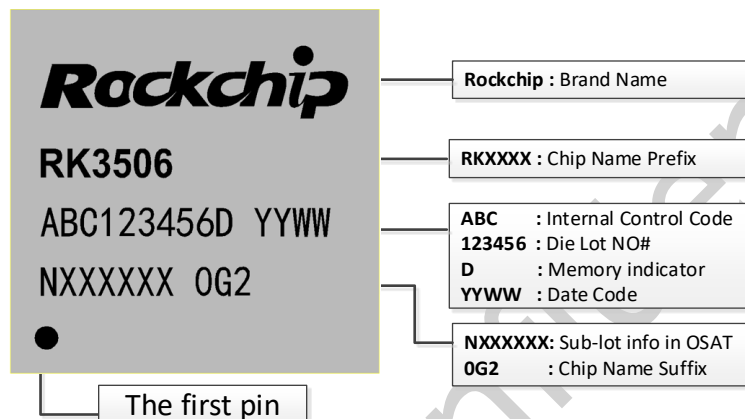 Rockchip
RK3506
ABC123456D YYWW
NXXXXXX 0G2
The first pin
Rockchip : Brand Name
RKXXXX : Chip Name Prefix
ABC : Internal Control Code
123456 : Die Lot NO#
D : Memory indicator
YYWW : Date Code
NXXXXXX: Sub-lot info in OSAT
0G2 : Chip Name Suffix